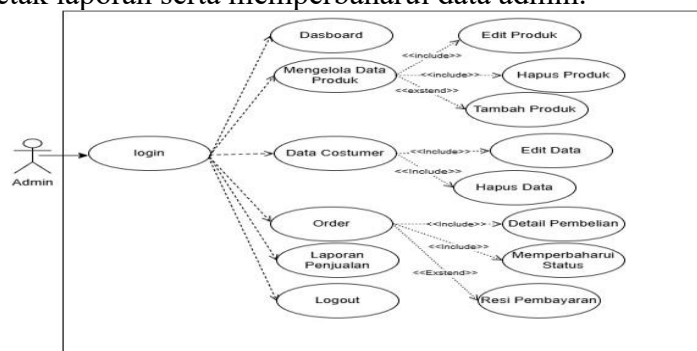 etak laporan serta memperbaharui data admin.
Dasboard
Edit Produk
<<include>>
Mengelola Data
Produk
<<include>>
Hapus Produk
<<exstend>>
Tambah Produk
Admin
login
Data Costumer
<<Include>>
Edit Data
<<Include>>
Hapus Data
Order
<<Include>>
Detail Pembelian
<<Include>>
Memperbaharui
Status
Laporan
Penjualan
<<Exstend>>
Logout
Resi Pembayaran